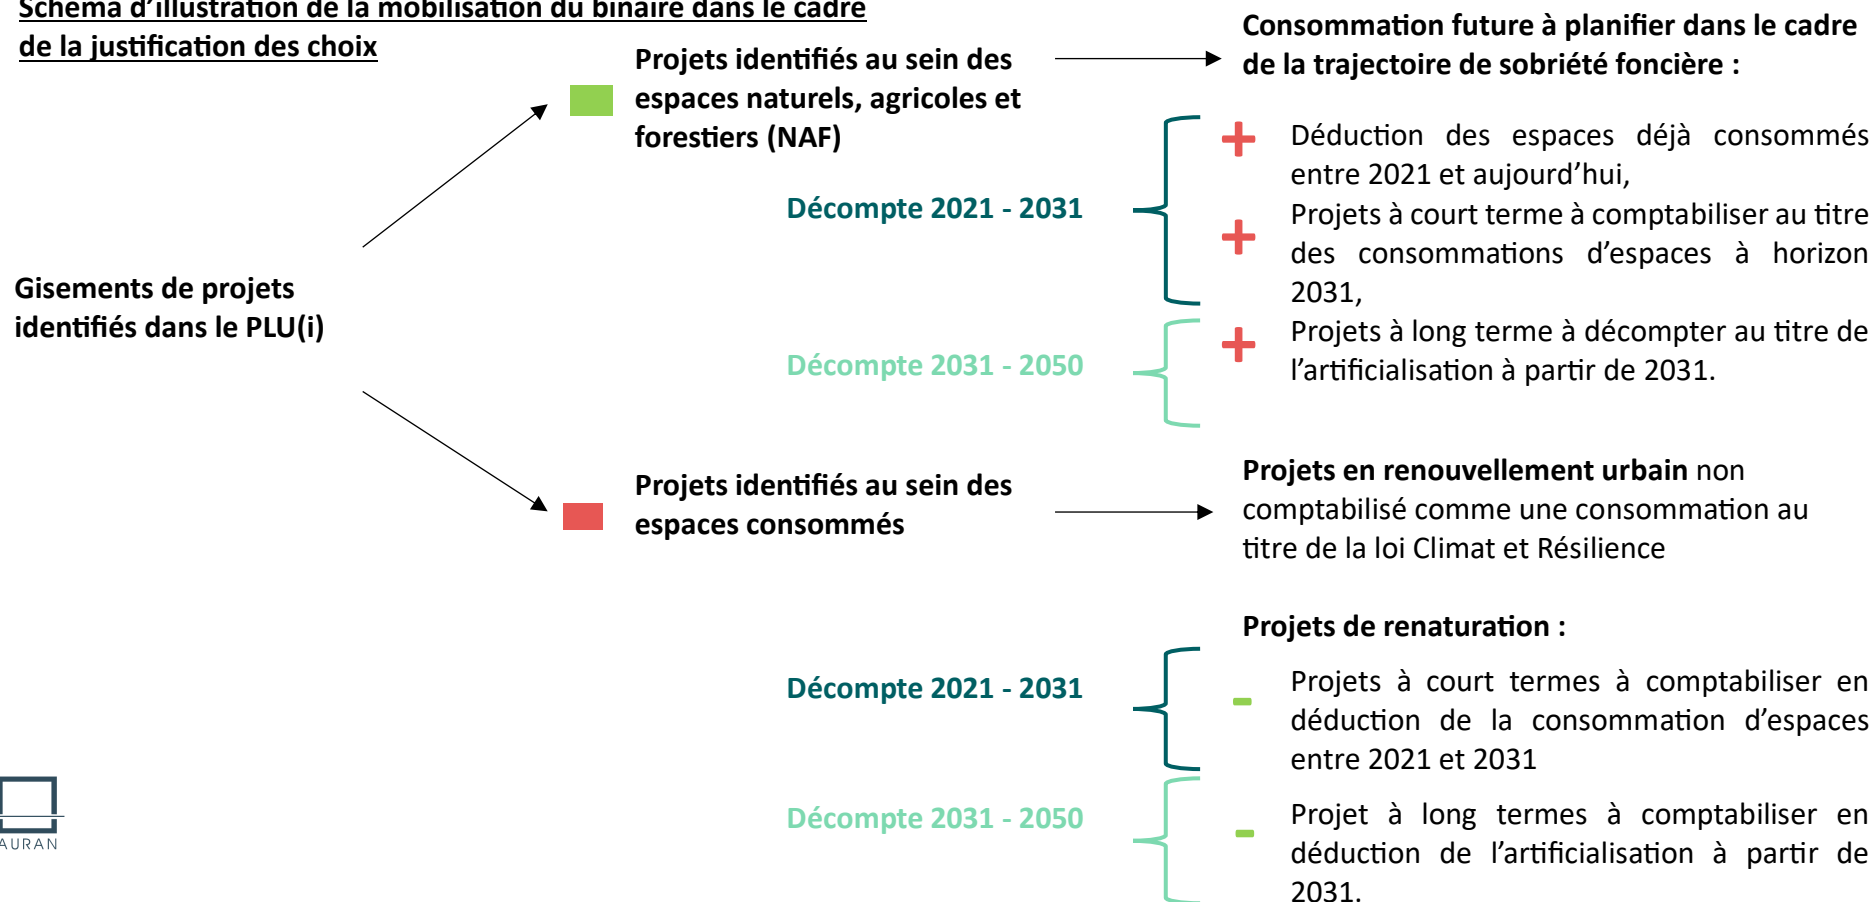 Schéma d’illustration de la mobilisation du binaire dans le cadre
de la justification des choix
Gisements de projets
identifiés dans le PLU(i)
Projets identifiés au sein des
espaces naturels, agricoles et
forestiers (NAF)
Consommation future à planifier dans le cadre
de la trajectoire de sobriété foncière :
Décompte 2021 - 2031
+ Déduction des espaces déjà consommés
entre 2021 et aujourd’hui,
+ Projets à court terme à comptabiliser au titre
des consommations d’espaces à horizon
2031,
Décompte 2031 - 2050
+ Projets à long terme à décompter au titre de
l’artificialisation à partir de 2031.
Projets identifiés au sein des
espaces consommés
Projets en renouvellement urbain non
comptabilisé comme une consommation au
titre de la loi Climat et Résilience
Projets de renaturation :
Décompte 2021 - 2031
- Projets à court termes à comptabiliser en
déduction de la consommation d’espaces
entre 2021 et 2031
Décompte 2031 - 2050
- Projet à long termes à comptabiliser en
déduction de l’artificialisation à partir de
2031.
AURAN